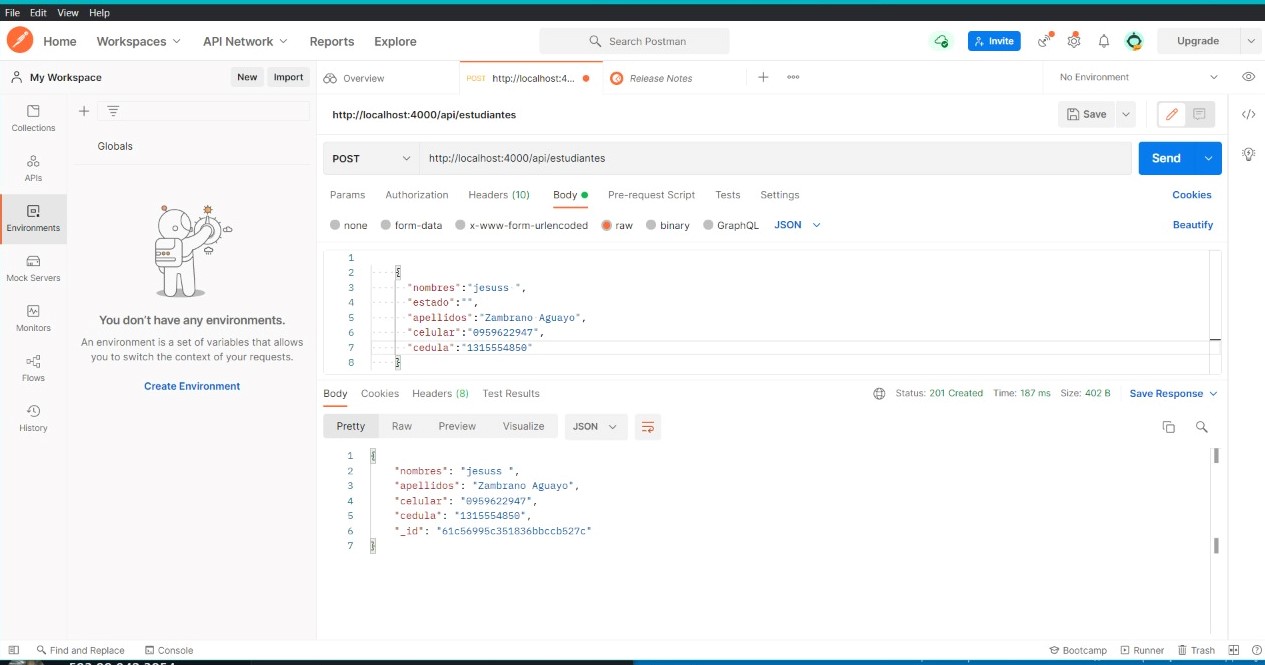 File Edit View Help
Home Workspaces API Network Reports Explore Search Postman Invite Upgrade
My Workspace New Import Overview POST http://localhost:4... Release Notes No Environment
Collections
APIs
Environments
Mock Servers
Monitors
Flows
History
Globals
You don't have any environments.
An environment is a set of variables that allows
you to switch the context of your requests.
Create Environment
http://localhost:4000/api/estudiantes Save
POST http://localhost:4000/api/estudiantes Send
Params Authorization Headers (10) Body Pre-request Script Tests Settings Cookies
none form-data x-www-form-urlencoded raw binary GraphQL JSON Beautify
1
2 {
3 "nombres":"jesuss ",
4 "estado":"",
5 "apellidos":"Zambrano Aguayo",
6 "celular":"0959622947",
7 "cedula":"1315554850"
8 }
Body Cookies Headers (8) Test Results Status: 201 Created Time: 187 ms Size: 402 B Save Response
Pretty Raw Preview Visualize JSON
1 {
2 "nombres": "jesuss ",
3 "apellidos": "Zambrano Aguayo",
4 "celular": "0959622947",
5 "cedula": "1315554850",
6 "_id": "61c56995c351836bbccb527c"
7 }
Find and Replace Console Bootcamp Runner Trash